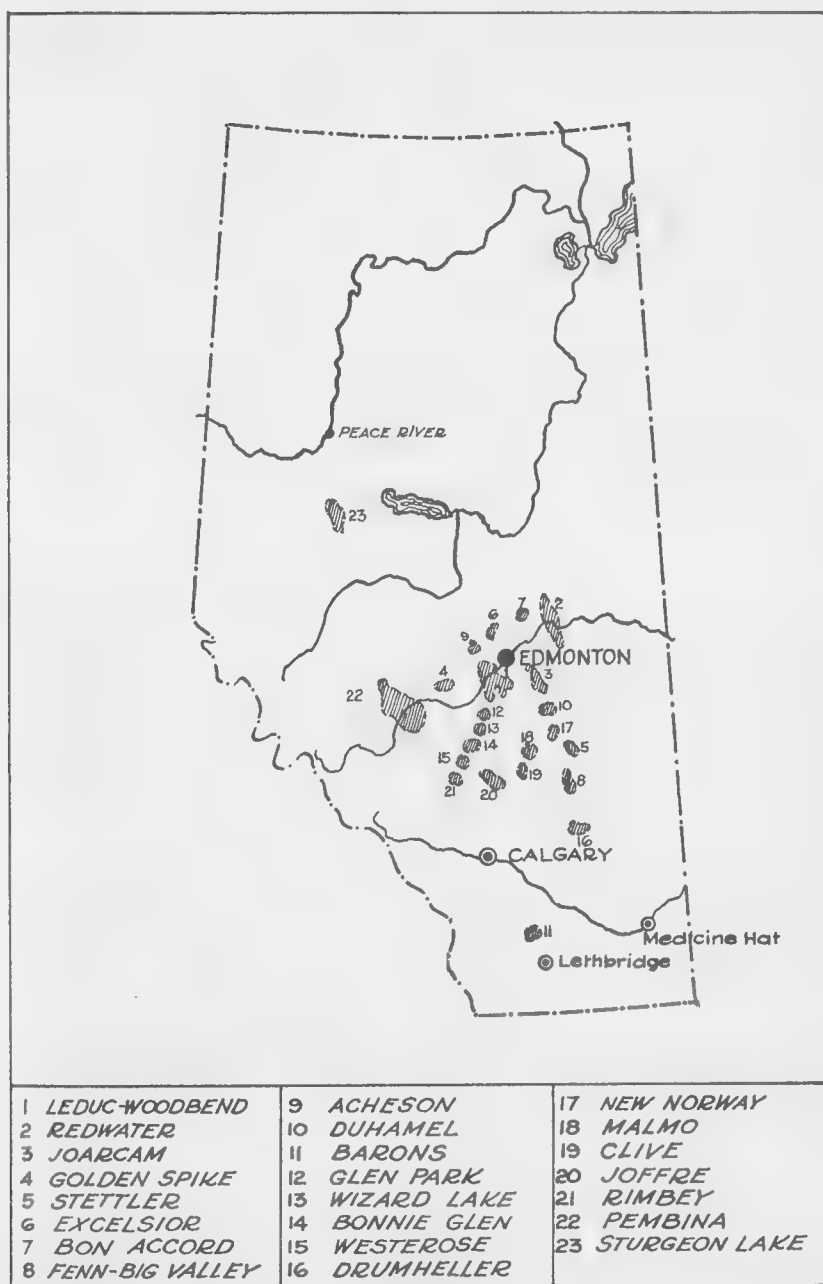 PEACE RIVER
23
7
2
6
9
EDMONTON
4
3
22
1
12
10
13
17
14
18
5
15
21
20
19
8
16
CALGARY
11
Medicine Hat
Lethbridge
1 LEDUC-WOODBEND
2 REDWATER
3 JOARCAM
4 GOLDEN SPIKE
5 STETTLER
6 EXCELSIOR
7 BON ACCORD
8 FENN-BIG VALLEY
9 ACHESON
10 DUHAMEL
11 BARONS
12 GLEN PARK
13 WIZARD LAKE
14 BONNIE GLEN
15 WESTEROSE
16 DRUMHELLER
17 NEW NORWAY
18 MALMO
19 CLIVE
20 JOFFRE
21 RIMBEY
22 PEMBINA
23 STURGEON LAKE